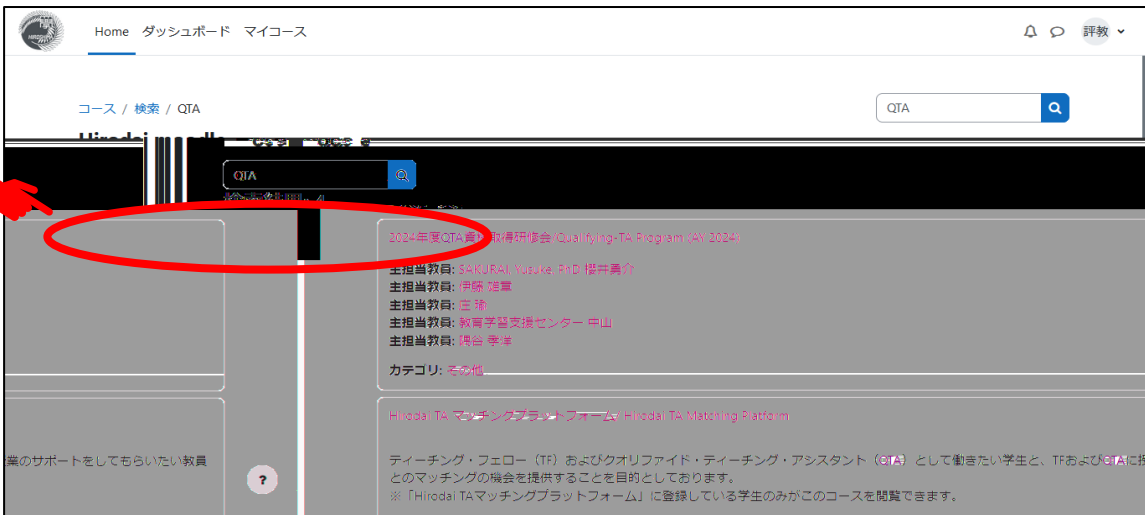 Home ダッシュボード マイコース
評教
コース / 検索 / QTA
QTA
Hirodai moodle
QTA
2024年度QTA資格取得研修会/Qualifying-TA Program (AY 2024)
主担当教員: SAKURAI, Yusuke, PhD 櫻井勇介
主担当教員: 伊藤
主担当教員: 庄 瑜
主担当教員: 教育学習支援センター 中山
主担当教員: 隅谷 孝洋
カテゴリ: その他
Hirodai TA マッチングプラットフォーム/ Hirodai TA Matching Platform
業のサポートをしてもらいたい教員
ティーチング・フェロー（TF）およびクオリファイド・ティーチング・アシスタント（QTA）として働きたい学生と、TFおよびQTAに
?
とのマッチングの機会を提供することを目的としております。
※「Hirodai TAマッチングプラットフォーム」に登録している学生のみがこのコースを閲覧できます。